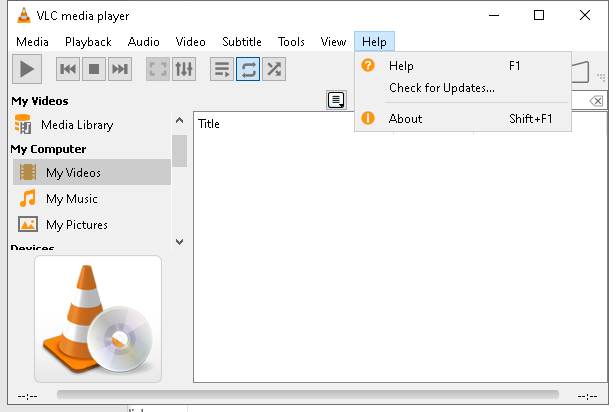 VLC media player
Media Playback Audio Video Subtitle Tools View Help
Help F1
Check for Updates...
About Shift+F1
My Videos
Media Library
My Computer
My Videos
My Music
My Pictures
Devices
Title
--:-- --:--